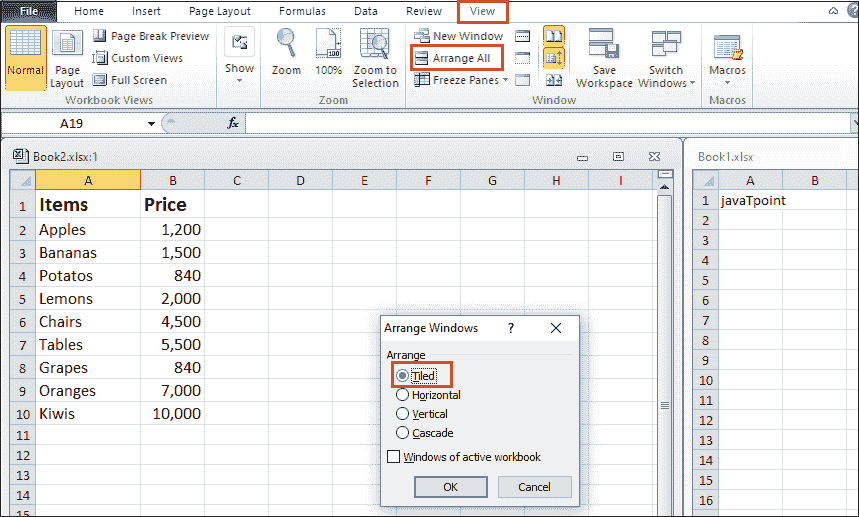 File Home Insert Page Layout Formulas Data Review View
Normal
Page Layout
Page Break Preview
Custom Views
Full Screen
Workbook Views
Show
Zoom
100
100%
Zoom to Selection
Zoom
New Window
Arrange All
Freeze Panes
Save Workspace
Switch Windows
Window
Macros
Macros
A19 fx
Book2.xlsx:1
A B C D E F G H I
1 Items Price
2 Apples 1,200
3 Bananas 1,500
4 Potatos 840
5 Lemons 2,000
6 Chairs 4,500
7 Tables 5,500
8 Grapes 840
9 Oranges 7,000
10 Kiwis 10,000
11
12
13
14
15
Arrange Windows ?
Arrange
Tiled
Horizontal
Vertical
Cascade
Windows of active workbook
OK Cancel
Book1.xlsx
A B
1 javaTpoint
2
3
4
5
6
7
8
9
10
11
12
13
14
15
16